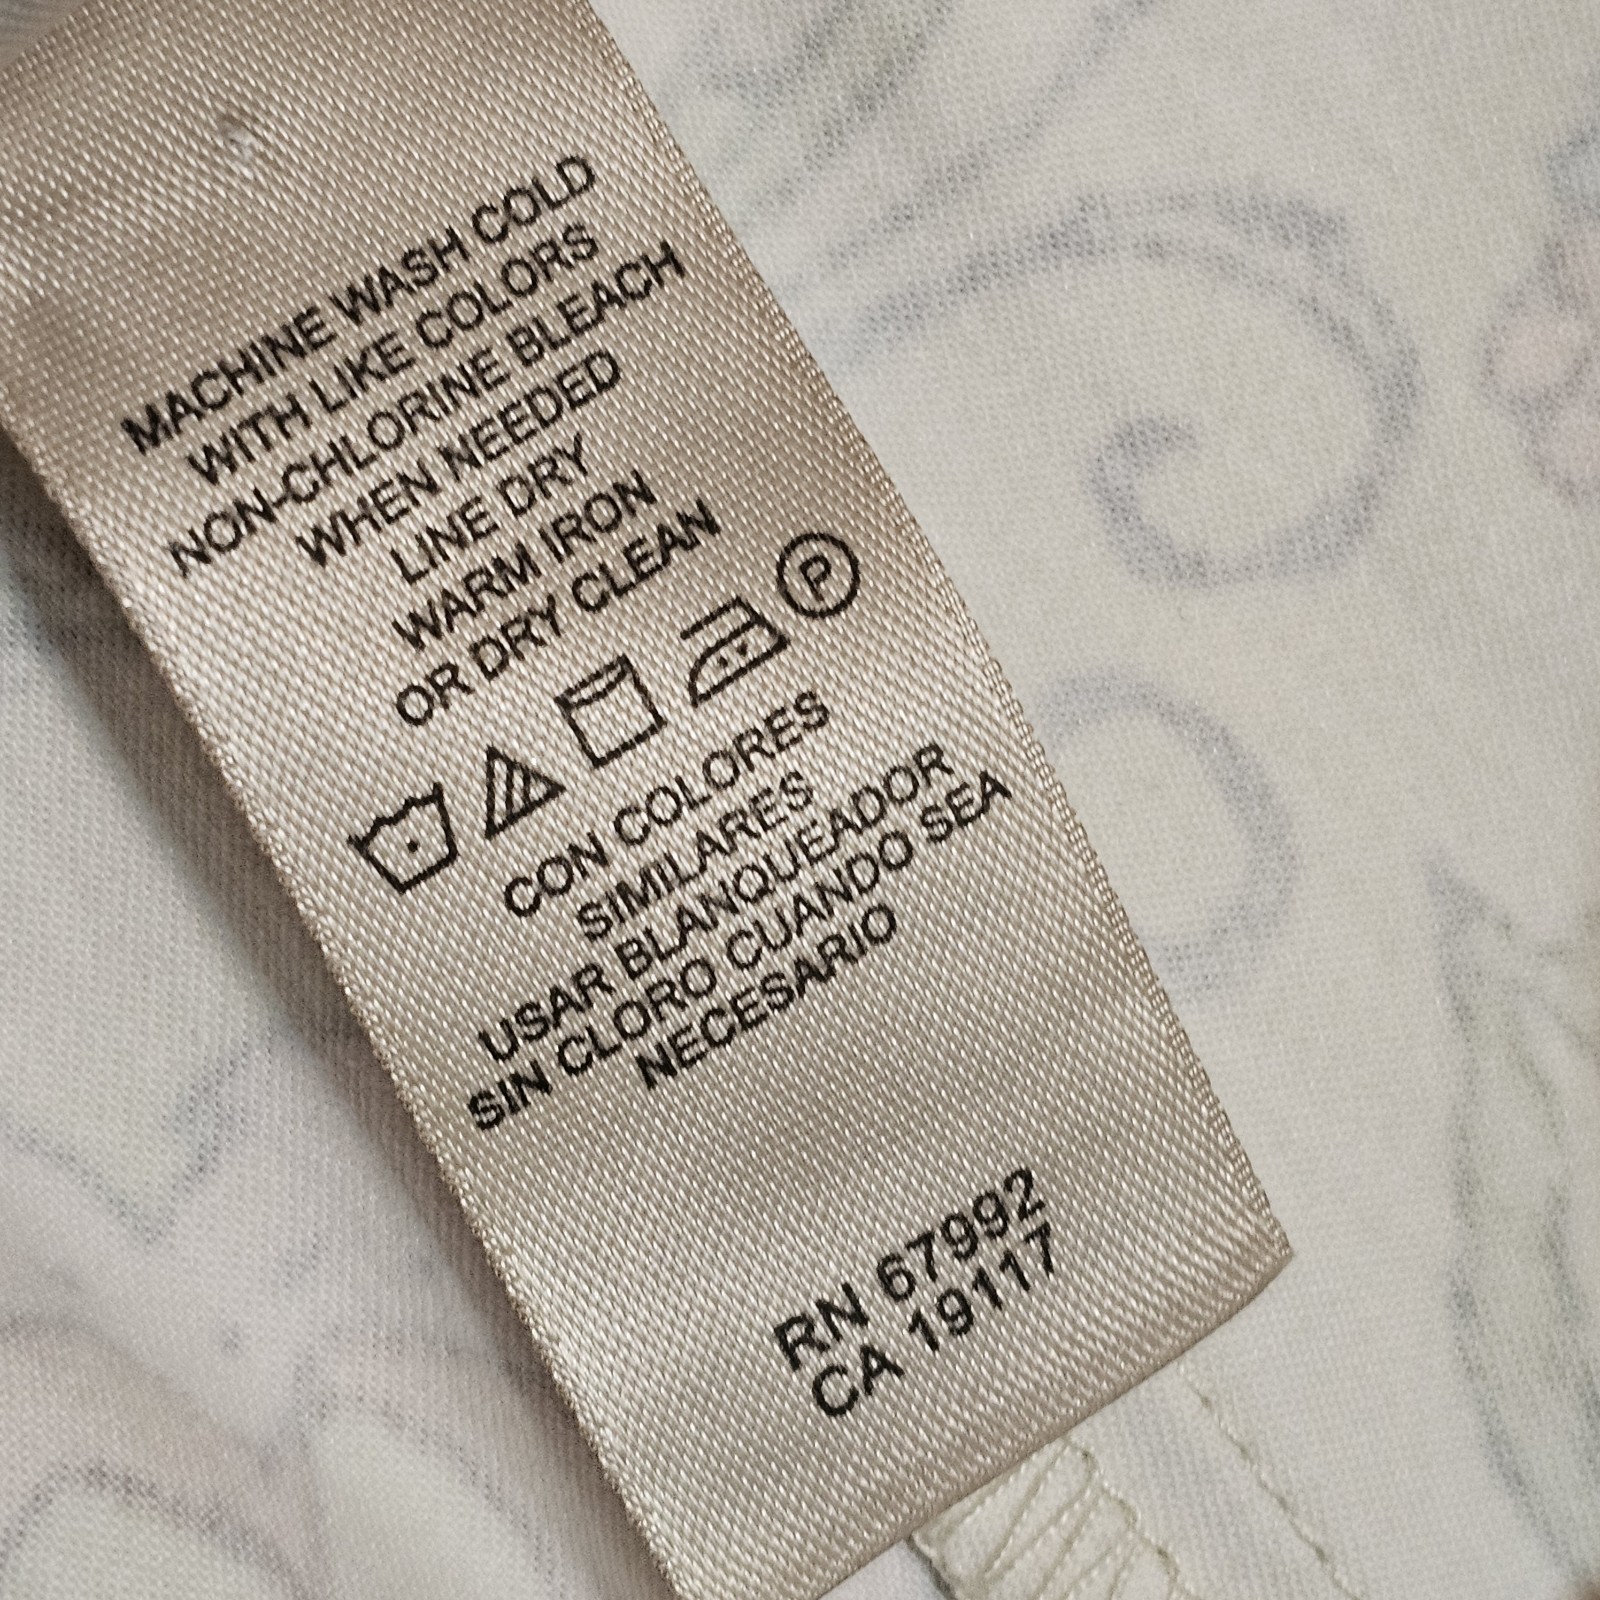 MACHINE WASH COLD
WITH LIKE COLORS
NON-CHLORINE BLEACH
WHEN NEEDED
LINE DRY
WARM IRON
OR DRY CLEAN
P
CON COLORES
SIMILARES
USAR BLANQUEADOR
SIN CLORO CUANDO SEA
NECESARIO
RN 67992
CA 19117